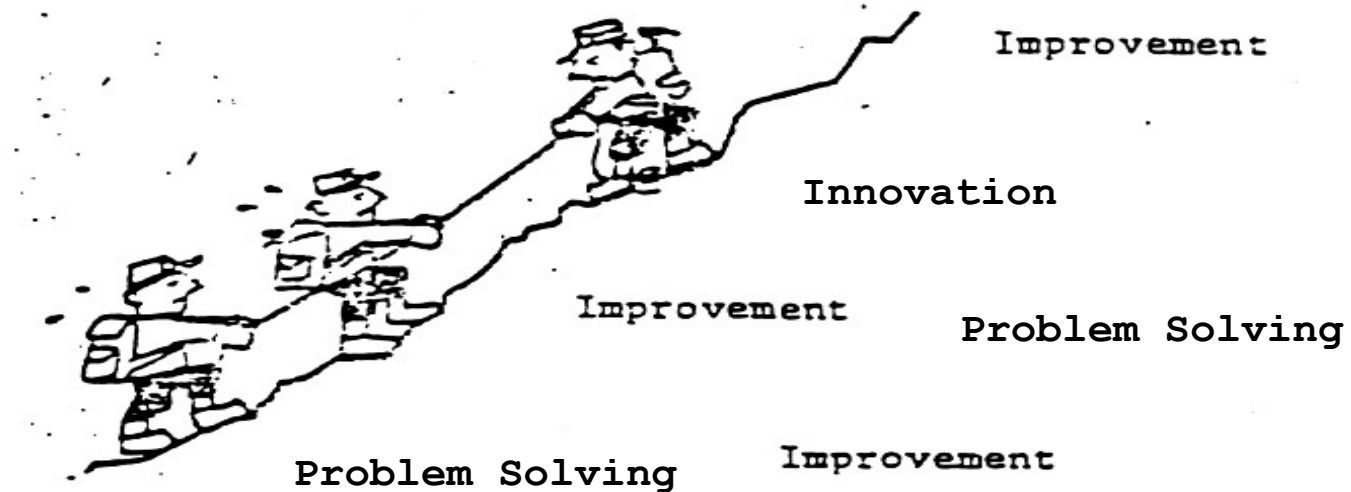 Improvement
Innovation
Improvement
Problem Solving
Improvement
Problem Solving